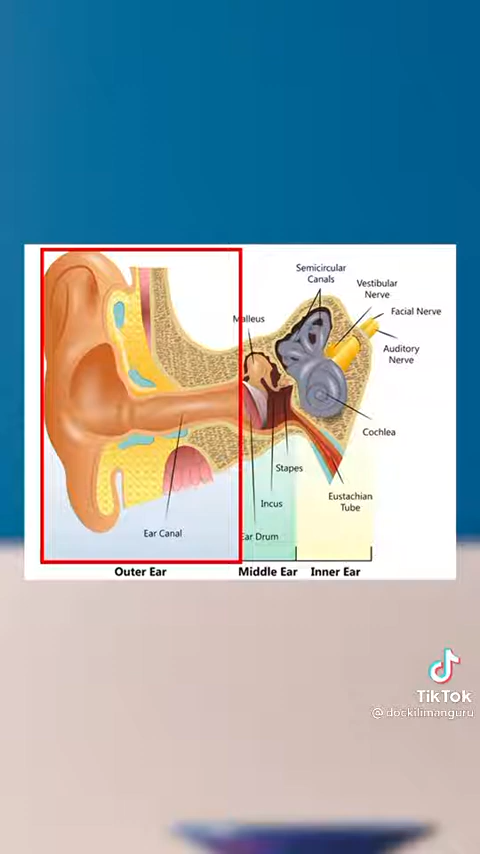 Semicircular
Canals
Vestibular
Nerve
Malleus
Facial Nerve
Auditory
Nerve
Cochlea
Stapes
Eustachian
Tube
Incus
Ear Canal
Ear Drum
Outer Ear
Middle Ear
Inner Ear
TikTok
@dockilimanguru